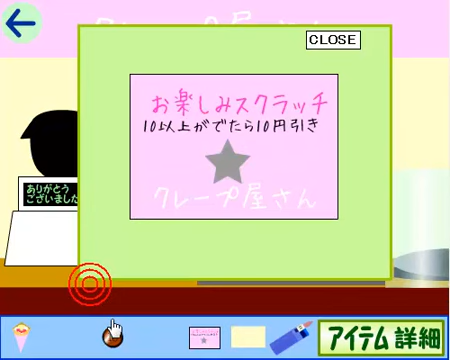 CLOSE
お楽しみスクラッチ
10以上がでたら10円引き
クレープ屋さん
ありがとう
ございました
アイテム詳細